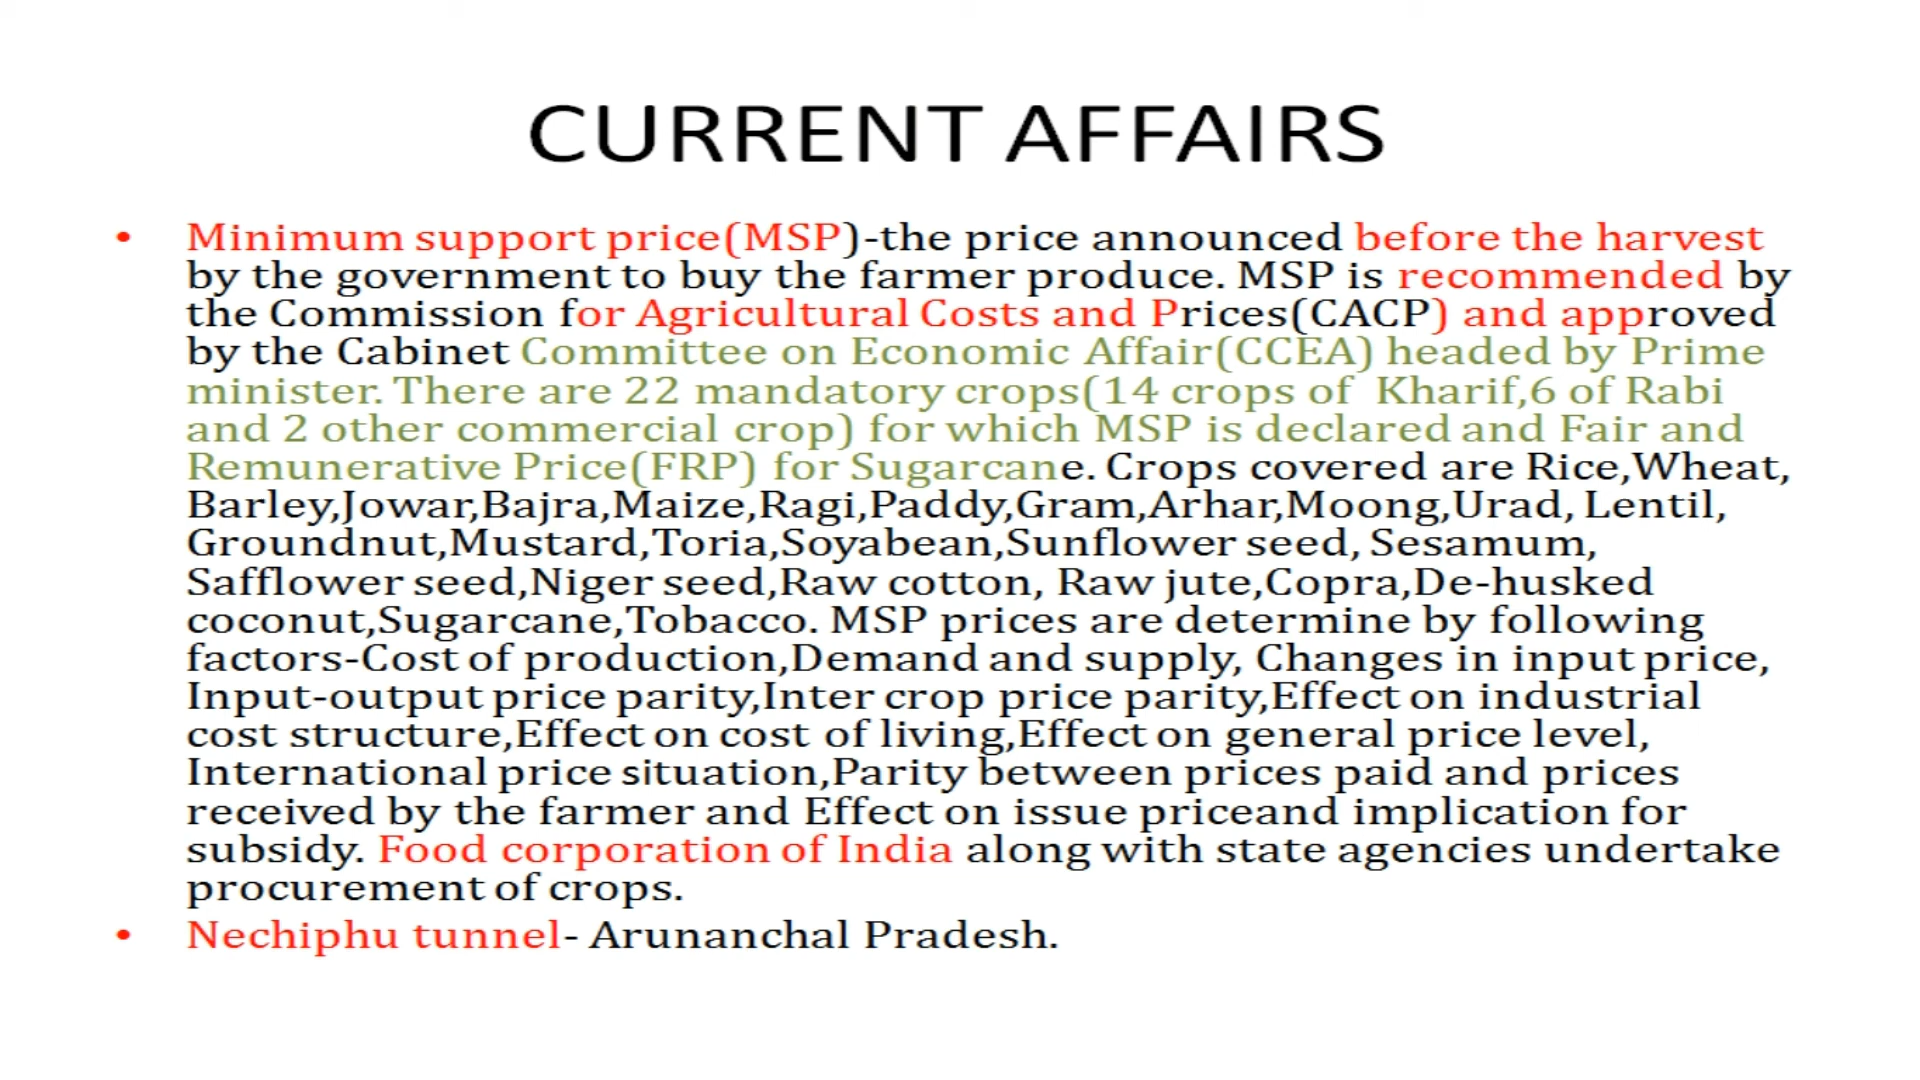 CURRENT AFFAIRS
• Minimum support price(MSP)-the price announced before the harvest
by the government to buy the farmer produce. MSP is recommended by
the Commission for Agricultural Costs and Prices(CACP) and approved
by the Cabinet Committee on Economic Affair(CCEA) headed by Prime
minister. There are 22 mandatory crops(14 crops of Kharif,6 of Rabi
and 2 other commercial crop) for which MSP is declared and Fair and
Remunerative Price(FRP) for Sugarcane. Crops covered are Rice,Wheat,
Barley,Jowar,Bajra,Maize,Ragi,Paddy,Gram,Arhar,Moong,Urad, Lentil,
Groundnut,Mustard,Toria,Soyabean,Sunflower seed, Sesamum,
Safflower seed,Niger seed,Raw cotton, Raw jute,Copra,De-husked
coconut,Sugarcane,Tobacco. MSP prices are determine by following
factors-Cost of production,Demand and supply, Changes in input price,
Input-output price parity,Inter crop price parity,Effect on industrial
cost structure,Effect on cost of living,Effect on general price level,
International price situation,Parity between prices paid and prices
received by the farmer and Effect on issue priceand implication for
subsidy. Food corporation of India along with state agencies undertake
procurement of crops.
• Nechiphu tunnel- Arunanchal Pradesh.